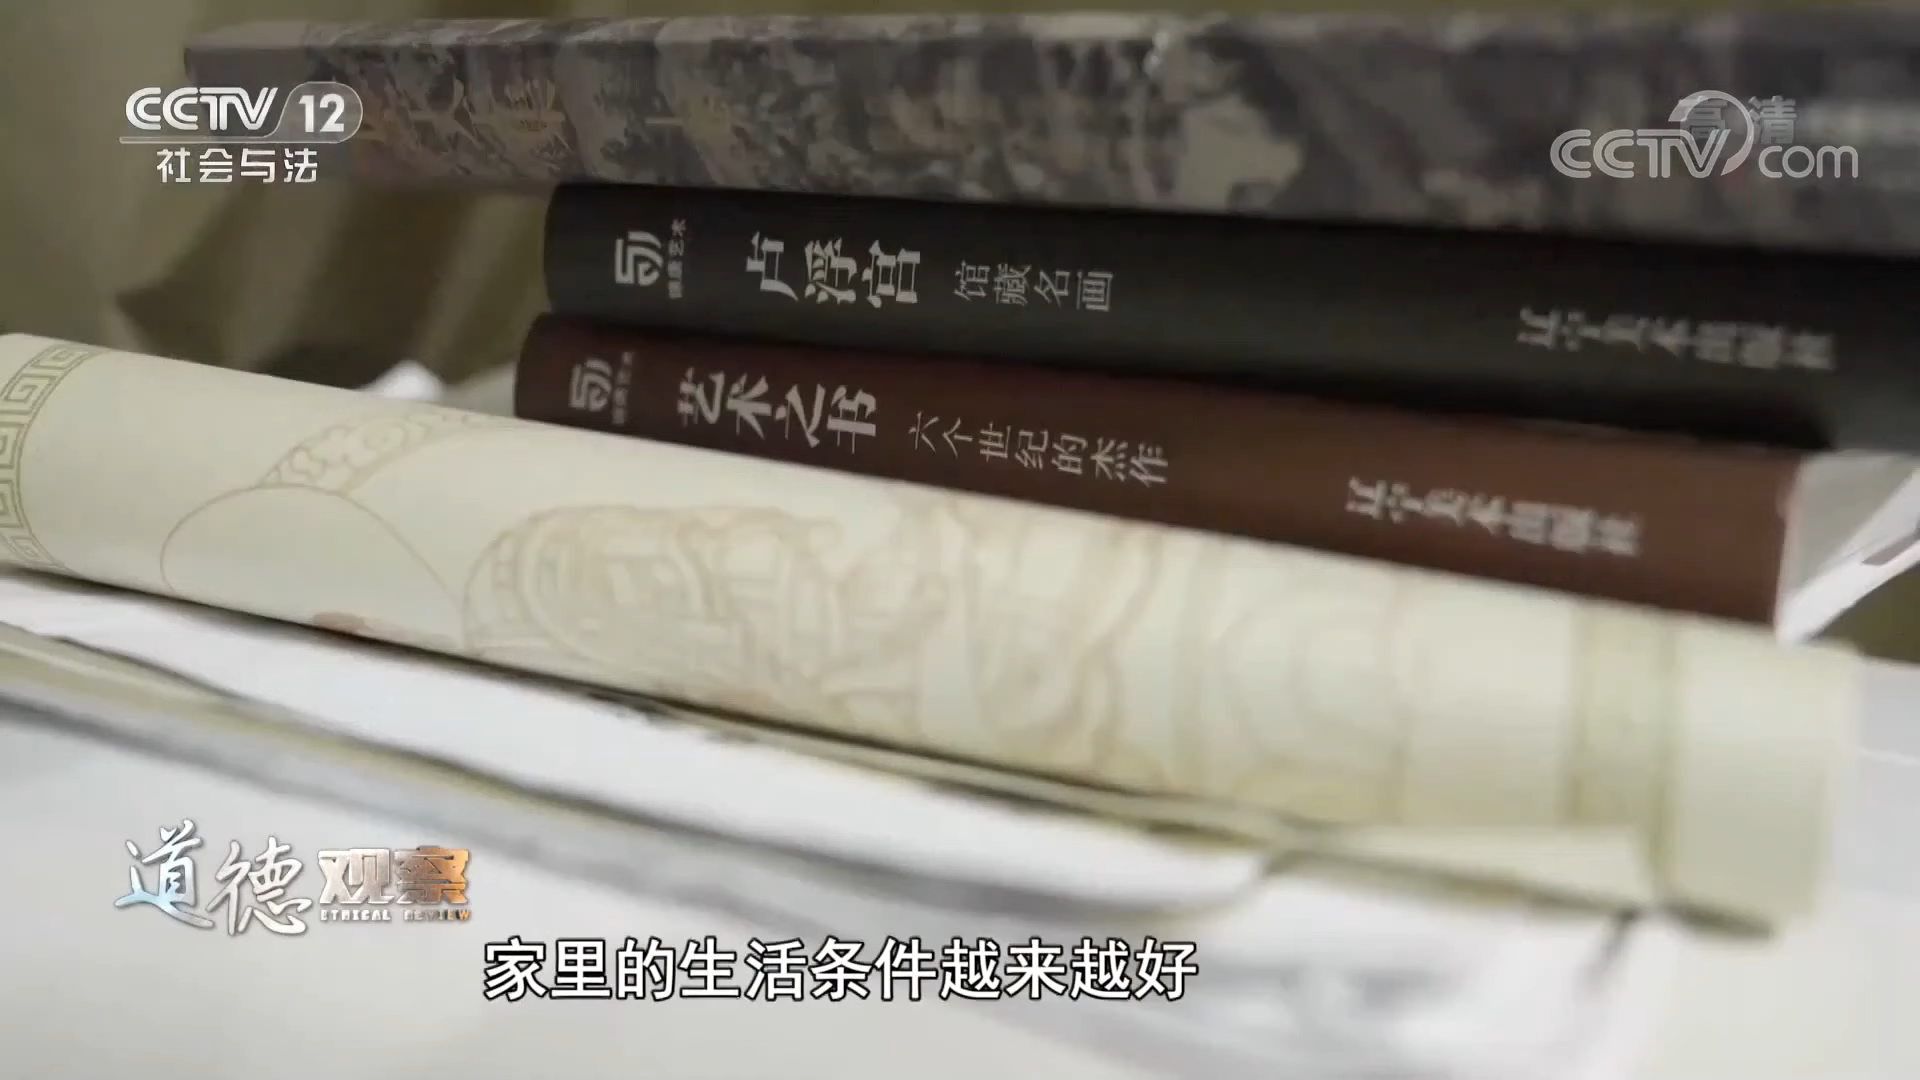 CCTV 12
社会与法
高清
CCTV com
卢浮宫 馆藏名画 辽宁美术出版社
艺术之书 六个世纪的杰作 辽宁美术出版社
道德观察
ETHICAL REVIEW
家里的生活条件越来越好